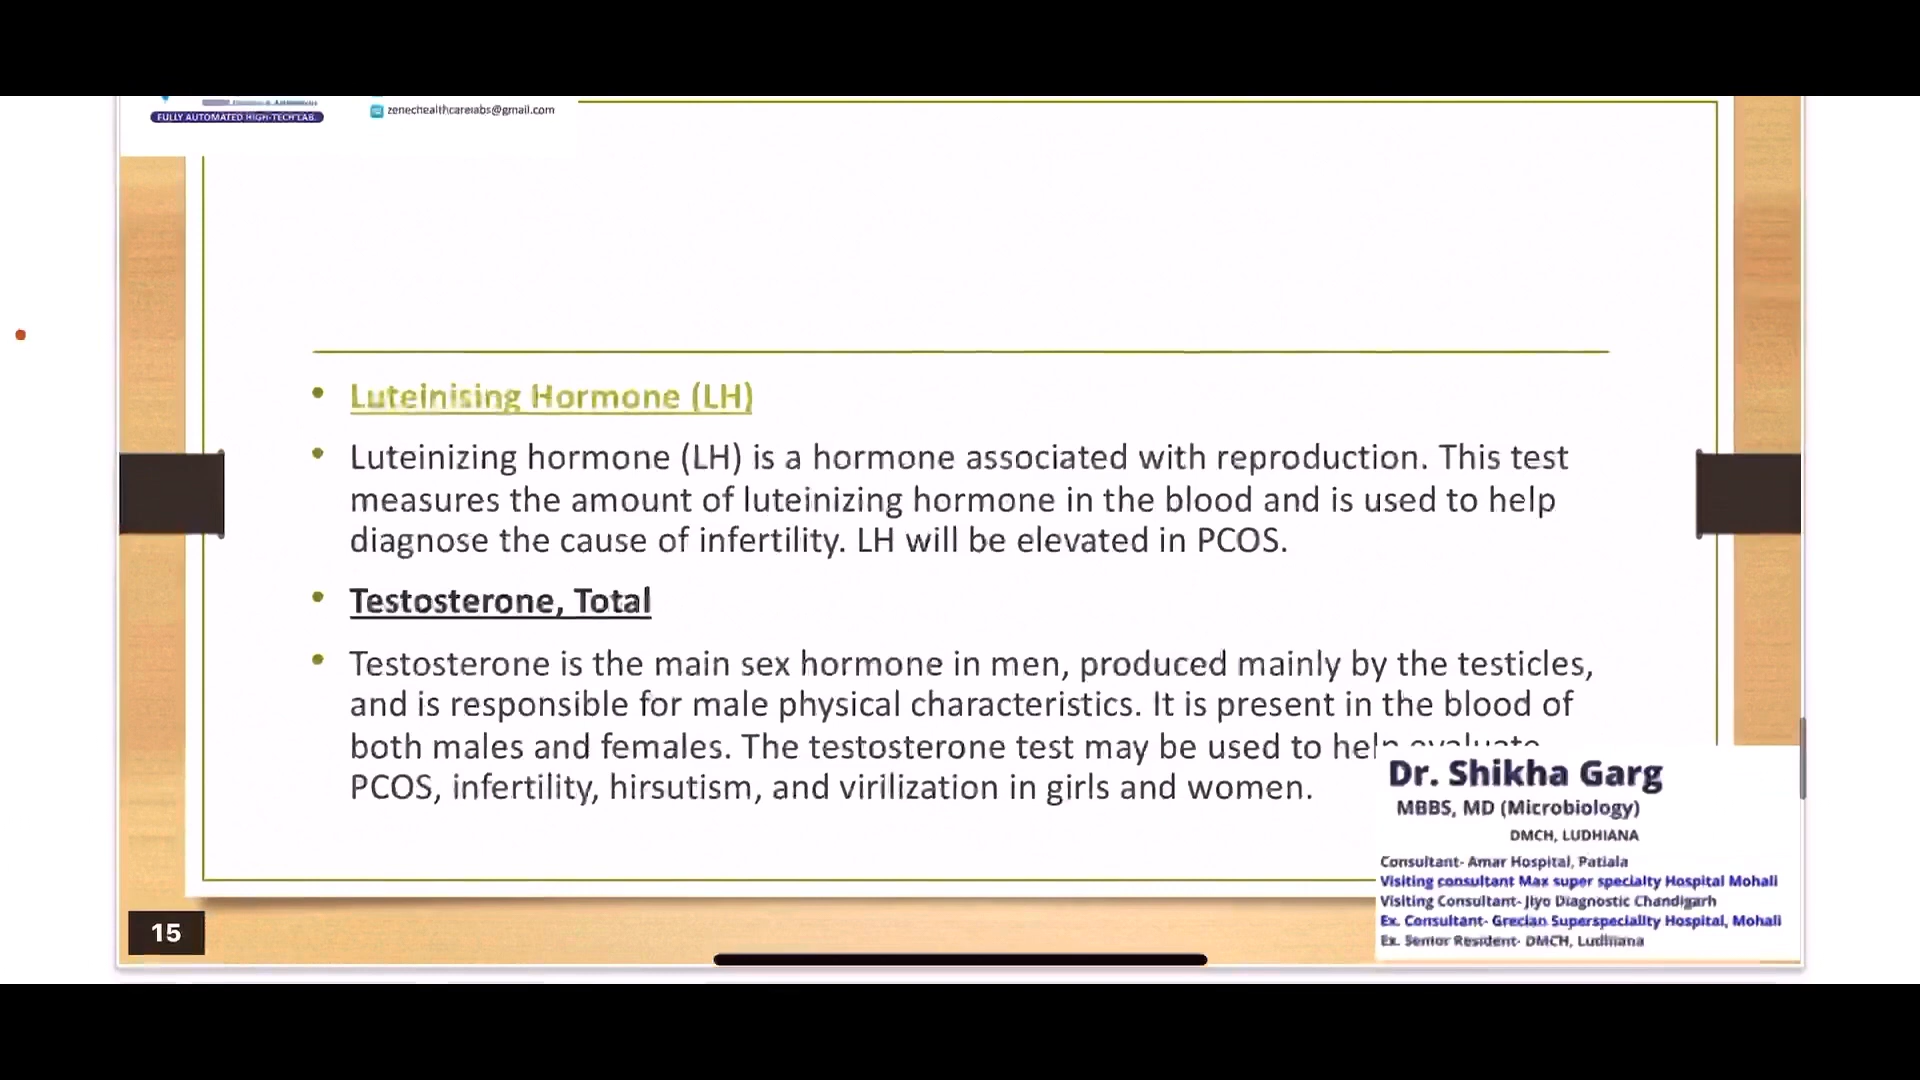 FULLY AUTOMATED HIGH-TECH LAB.
zenechealthcarelabs@gmail.com
• Luteinising Hormone (LH)
• Luteinizing hormone (LH) is a hormone associated with reproduction. This test
measures the amount of luteinizing hormone in the blood and is used to help
diagnose the cause of infertility. LH will be elevated in PCOS.
• Testosterone, Total
• Testosterone is the main sex hormone in men, produced mainly by the testicles,
and is responsible for male physical characteristics. It is present in the blood of
both males and females. The testosterone test may be used to help evaluate
PCOS, infertility, hirsutism, and virilization in girls and women.
Dr. Shikha Garg
MBBS, MD (Microbiology)
DMCH, LUDHIANA
Consultant- Amar Hospital, Patiala
Visiting consultant Max super specialty Hospital Mohali
Visiting Consultant- Jiyo Diagnostic Chandigarh
Ex. Consultant- Grecian Superspeciallty Hospital, Mohali
Ex. Senior Resident- DMCH, Ludhiana
15